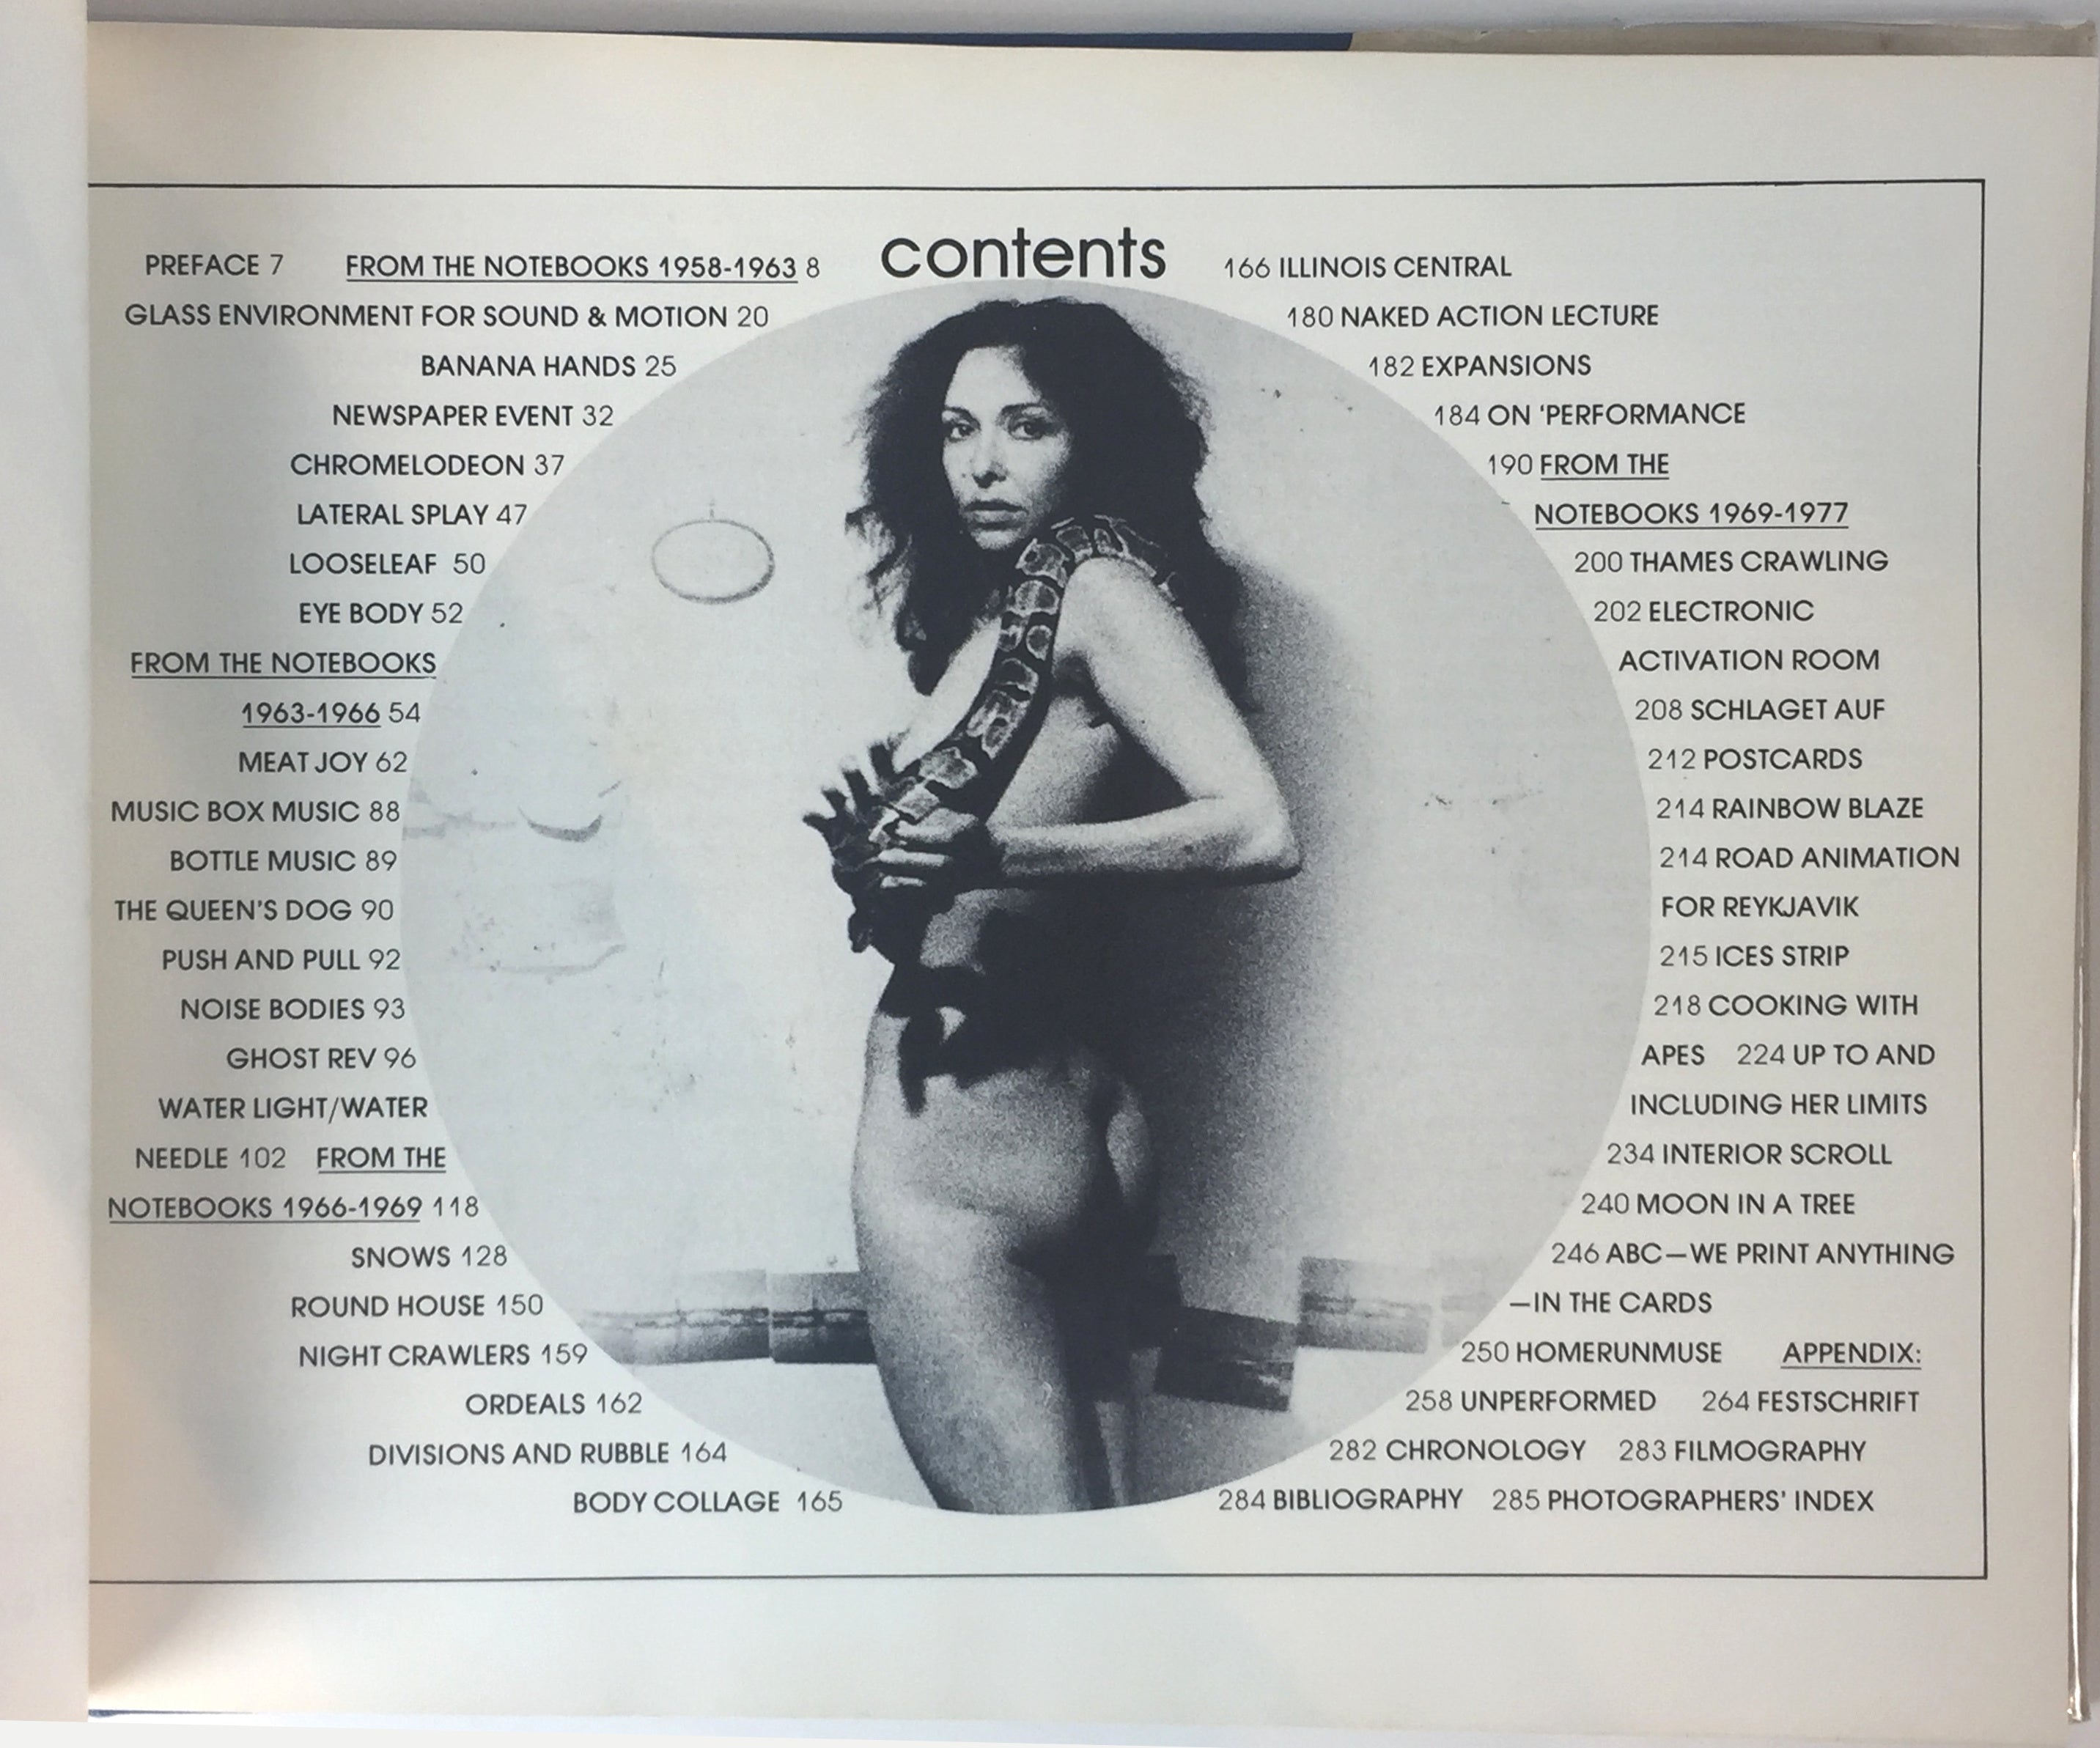 contents
PREFACE 7 FROM THE NOTEBOOKS 1958-1963 8
GLASS ENVIRONMENT FOR SOUND & MOTION 20
BANANA HANDS 25
NEWSPAPER EVENT 32
CHROMELODEON 37
LATERAL SPLAY 47
LOOSELEAF 50
EYE BODY 52
FROM THE NOTEBOOKS
1963-1966 54
MEAT JOY 62
MUSIC BOX MUSIC 88
BOTTLE MUSIC 89
THE QUEEN'S DOG 90
PUSH AND PULL 92
NOISE BODIES 93
GHOST REV 96
WATER LIGHT/WATER
NEEDLE 102 FROM THE
NOTEBOOKS 1966-1969 118
SNOWS 128
ROUND HOUSE 150
NIGHT CRAWLERS 159
ORDEALS 162
DIVISIONS AND RUBBLE 164
BODY COLLAGE 165
166 ILLINOIS CENTRAL
180 NAKED ACTION LECTURE
182 EXPANSIONS
184 ON 'PERFORMANCE
190 FROM THE
NOTEBOOKS 1969-1977
200 THAMES CRAWLING
202 ELECTRONIC
ACTIVATION ROOM
208 SCHLAGET AUF
212 POSTCARDS
214 RAINBOW BLAZE
214 ROAD ANIMATION
FOR REYKJAVIK
215 ICES STRIP
218 COOKING WITH
APES 224 UP TO AND
INCLUDING HER LIMITS
234 INTERIOR SCROLL
240 MOON IN A TREE
246 ABC—WE PRINT ANYTHING
—IN THE CARDS
250 HOMERUNMUSE APPENDIX:
258 UNPERFORMED 264 FESTSCHRIFT
282 CHRONOLOGY 283 FILMOGRAPHY
284 BIBLIOGRAPHY 285 PHOTOGRAPHERS' INDEX